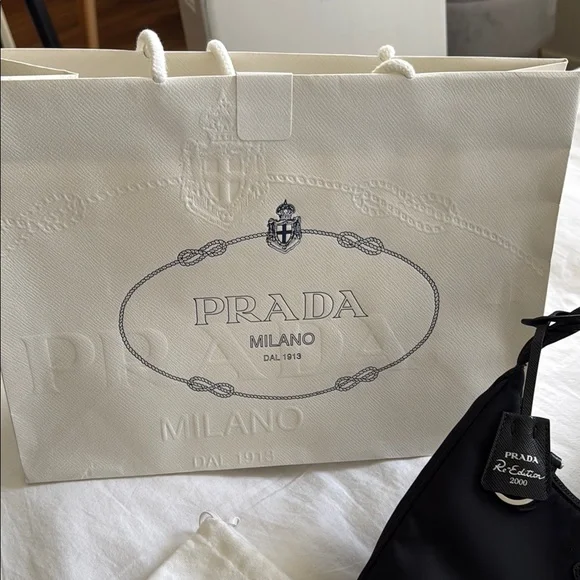 PRADA
MILANO
DAL 1913
PRADA
MILANO
DAL 1913
PRADA
Re-Edition
2000